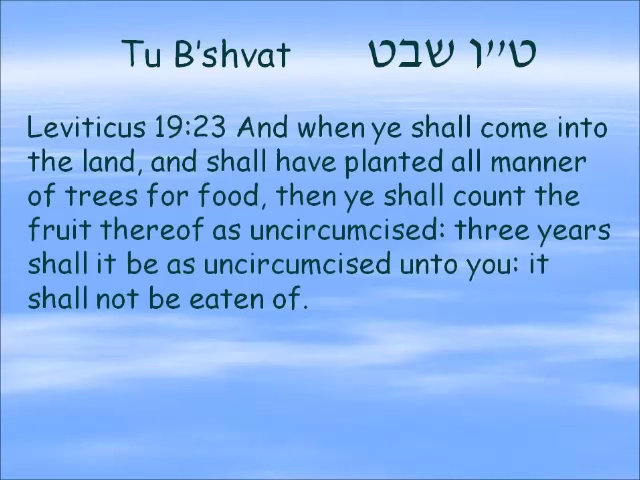 Tu B'shvat ט''ו שבט
Leviticus 19:23 And when ye shall come into
the land, and shall have planted all manner
of trees for food, then ye shall count the
fruit thereof as uncircumcised: three years
shall it be as uncircumcised unto you: it
shall not be eaten of.